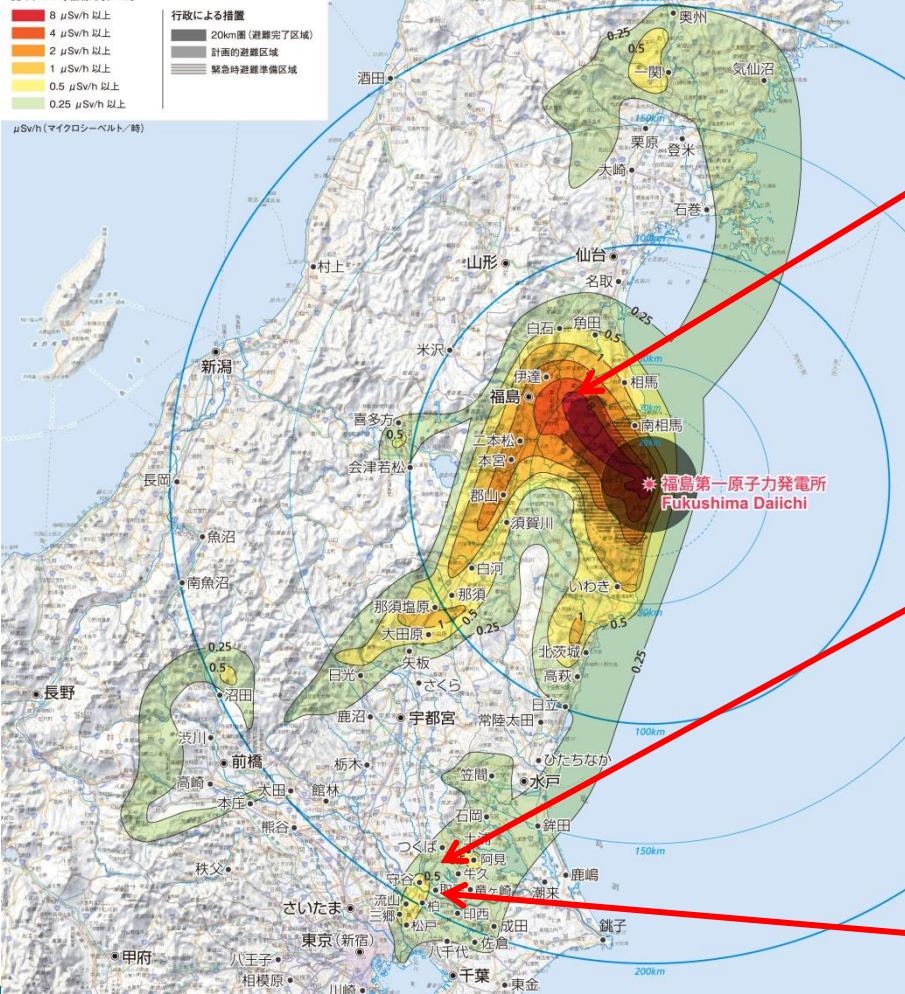 8 μSv/h 以上
4 μSv/h 以上
2 μSv/h 以上
1 μSv/h 以上
0.5 μSv/h 以上
0.25 μSv/h 以上
μSv/h(マイクロシーベルト/時)
行政による措置
20km圏(避難完了区域)
計画的避難区域
緊急時避難準備区域
奥州
0.25
0.5
一関
気仙沼
酒田
150km
栗原
登米
大崎
石巻
100km
村上
山形
仙台
名取
0.25
白石
角田
0.5
新潟
米沢
1
伊達
相馬
福島
8
30km
20km
喜多方
0.5
南相馬
二本松
会津若松
本宮
福島第一原子力発電所
Fukushima Daiichi
長岡
郡山
須賀川
魚沼
白河
南魚沼
那須
いわき
那須塩原
0.5
1
0.5
大田原
1
0.25
0.25
北茨城
0.25
矢板
高萩
0.5
日光
さくら
長野
沼田
日立
鹿沼
宇都宮
常陸太田
渋川
100km
前橋
栃木
ひたちなか
高崎
太田
館林
笠間
水戸
本庄
石岡
熊谷
鉾田
つくば
土浦
150km
阿見
秩父
守谷
0.5
牛久
鹿嶋
竜ヶ崎
潮来
流山
さいたま
柏
印西
三郷
松戸
成田
銚子
東京(新宿)
八千代
佐倉
甲府
八王子
千葉
200km
相模原
川崎
東金